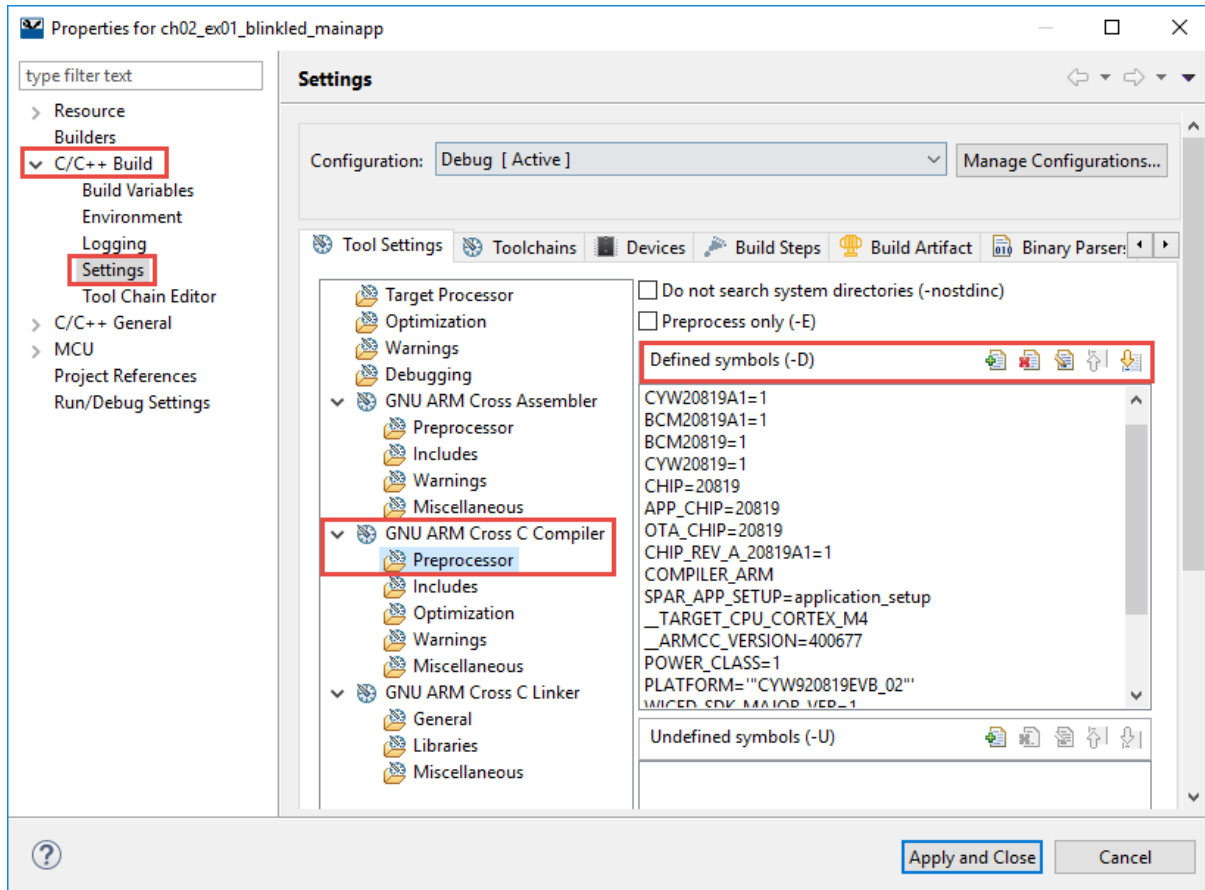 Properties for ch02_ex01_blinkled_mainapp
type filter text
Resource
Builders
C/C++ Build
Build Variables
Environment
Logging
Settings
Tool Chain Editor
C/C++ General
MCU
Project References
Run/Debug Settings
Settings
Configuration: Debug [ Active ] Manage Configurations...
Tool Settings Toolchains Devices Build Steps Build Artifact Binary Parser:
Target Processor
Optimization
Warnings
Debugging
GNU ARM Cross Assembler
Preprocessor
Includes
Warnings
Miscellaneous
GNU ARM Cross C Compiler
Preprocessor
Includes
Optimization
Warnings
Miscellaneous
GNU ARM Cross C Linker
General
Libraries
Miscellaneous
Do not search system directories (-nostdinc)
Preprocess only (-E)
Defined symbols (-D)
CYW20819A1=1
BCM20819A1=1
BCM20819=1
CYW20819=1
CHIP=20819
APP_CHIP=20819
OTA_CHIP=20819
CHIP_REV_A_20819A1=1
COMPILER_ARM
SPAR_APP_SETUP=application_setup
__TARGET_CPU_CORTEX_M4
__ARMCC_VERSION=400677
POWER_CLASS=1
PLATFORM='"CYW920819EVB_02"'
WICED_SDK_MAJOR_VER=1
Undefined symbols (-U)
Apply and Close
Cancel